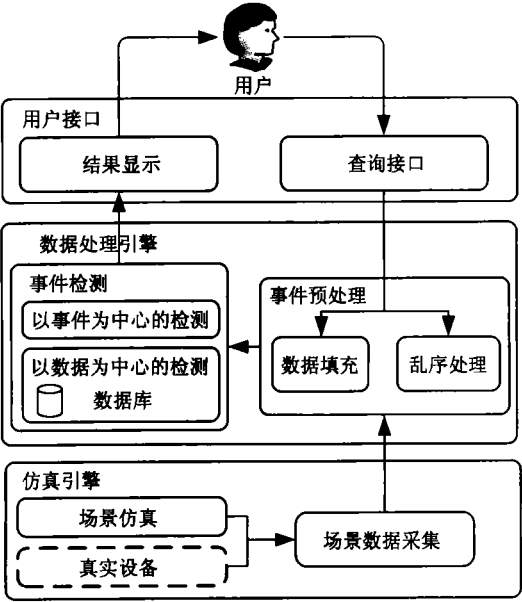 用户
用户接口
结果显示
查询接口
数据处理引擎
事件检测
以事件为中心的检测
以数据为中心的检测
数据库
事件预处理
数据填充
乱序处理
仿真引擎
场景仿真
真实设备
场景数据采集